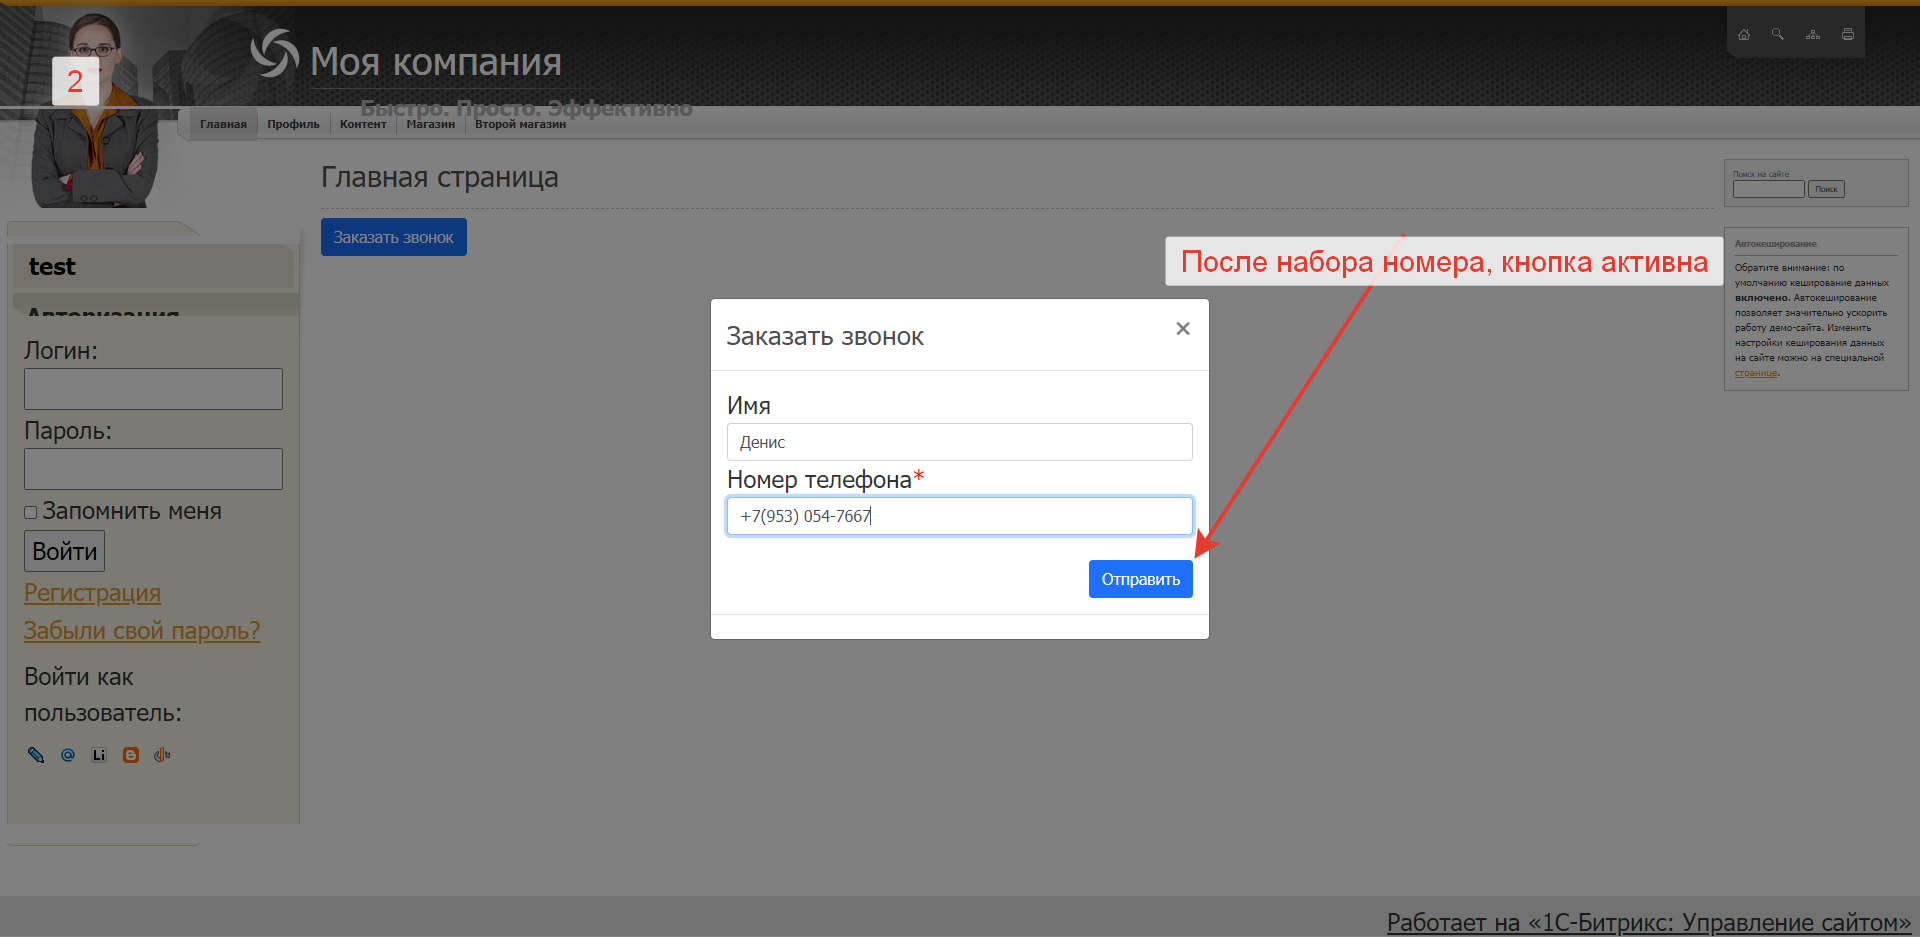 2
Моя компания
Быстро. Просто. Эффективно
Главная
Профиль
Контент
Магазин
Второй магазин
Главная страница
Заказать звонок
test
Авторизация
Логин:
Пароль:
Запомнить меня
Войти
Регистрация
Забыли свой пароль?
Войти как
пользователь:
Li
После набора номера, кнопка активна
Заказать звонок
×
Имя
Денис
Номер телефона*
+7(953) 054-7667
Отправить
Поиск на сайте
Поиск
Автокеширование
Обратите внимание: по
умолчанию кеширование данных
включено. Автокеширование
позволяет значительно ускорить
работу демо-сайта. Изменить
настройки кеширования данных
на сайте можно на специальной
странице.
Работает на «1С-Битрикс: Управление сайтом»